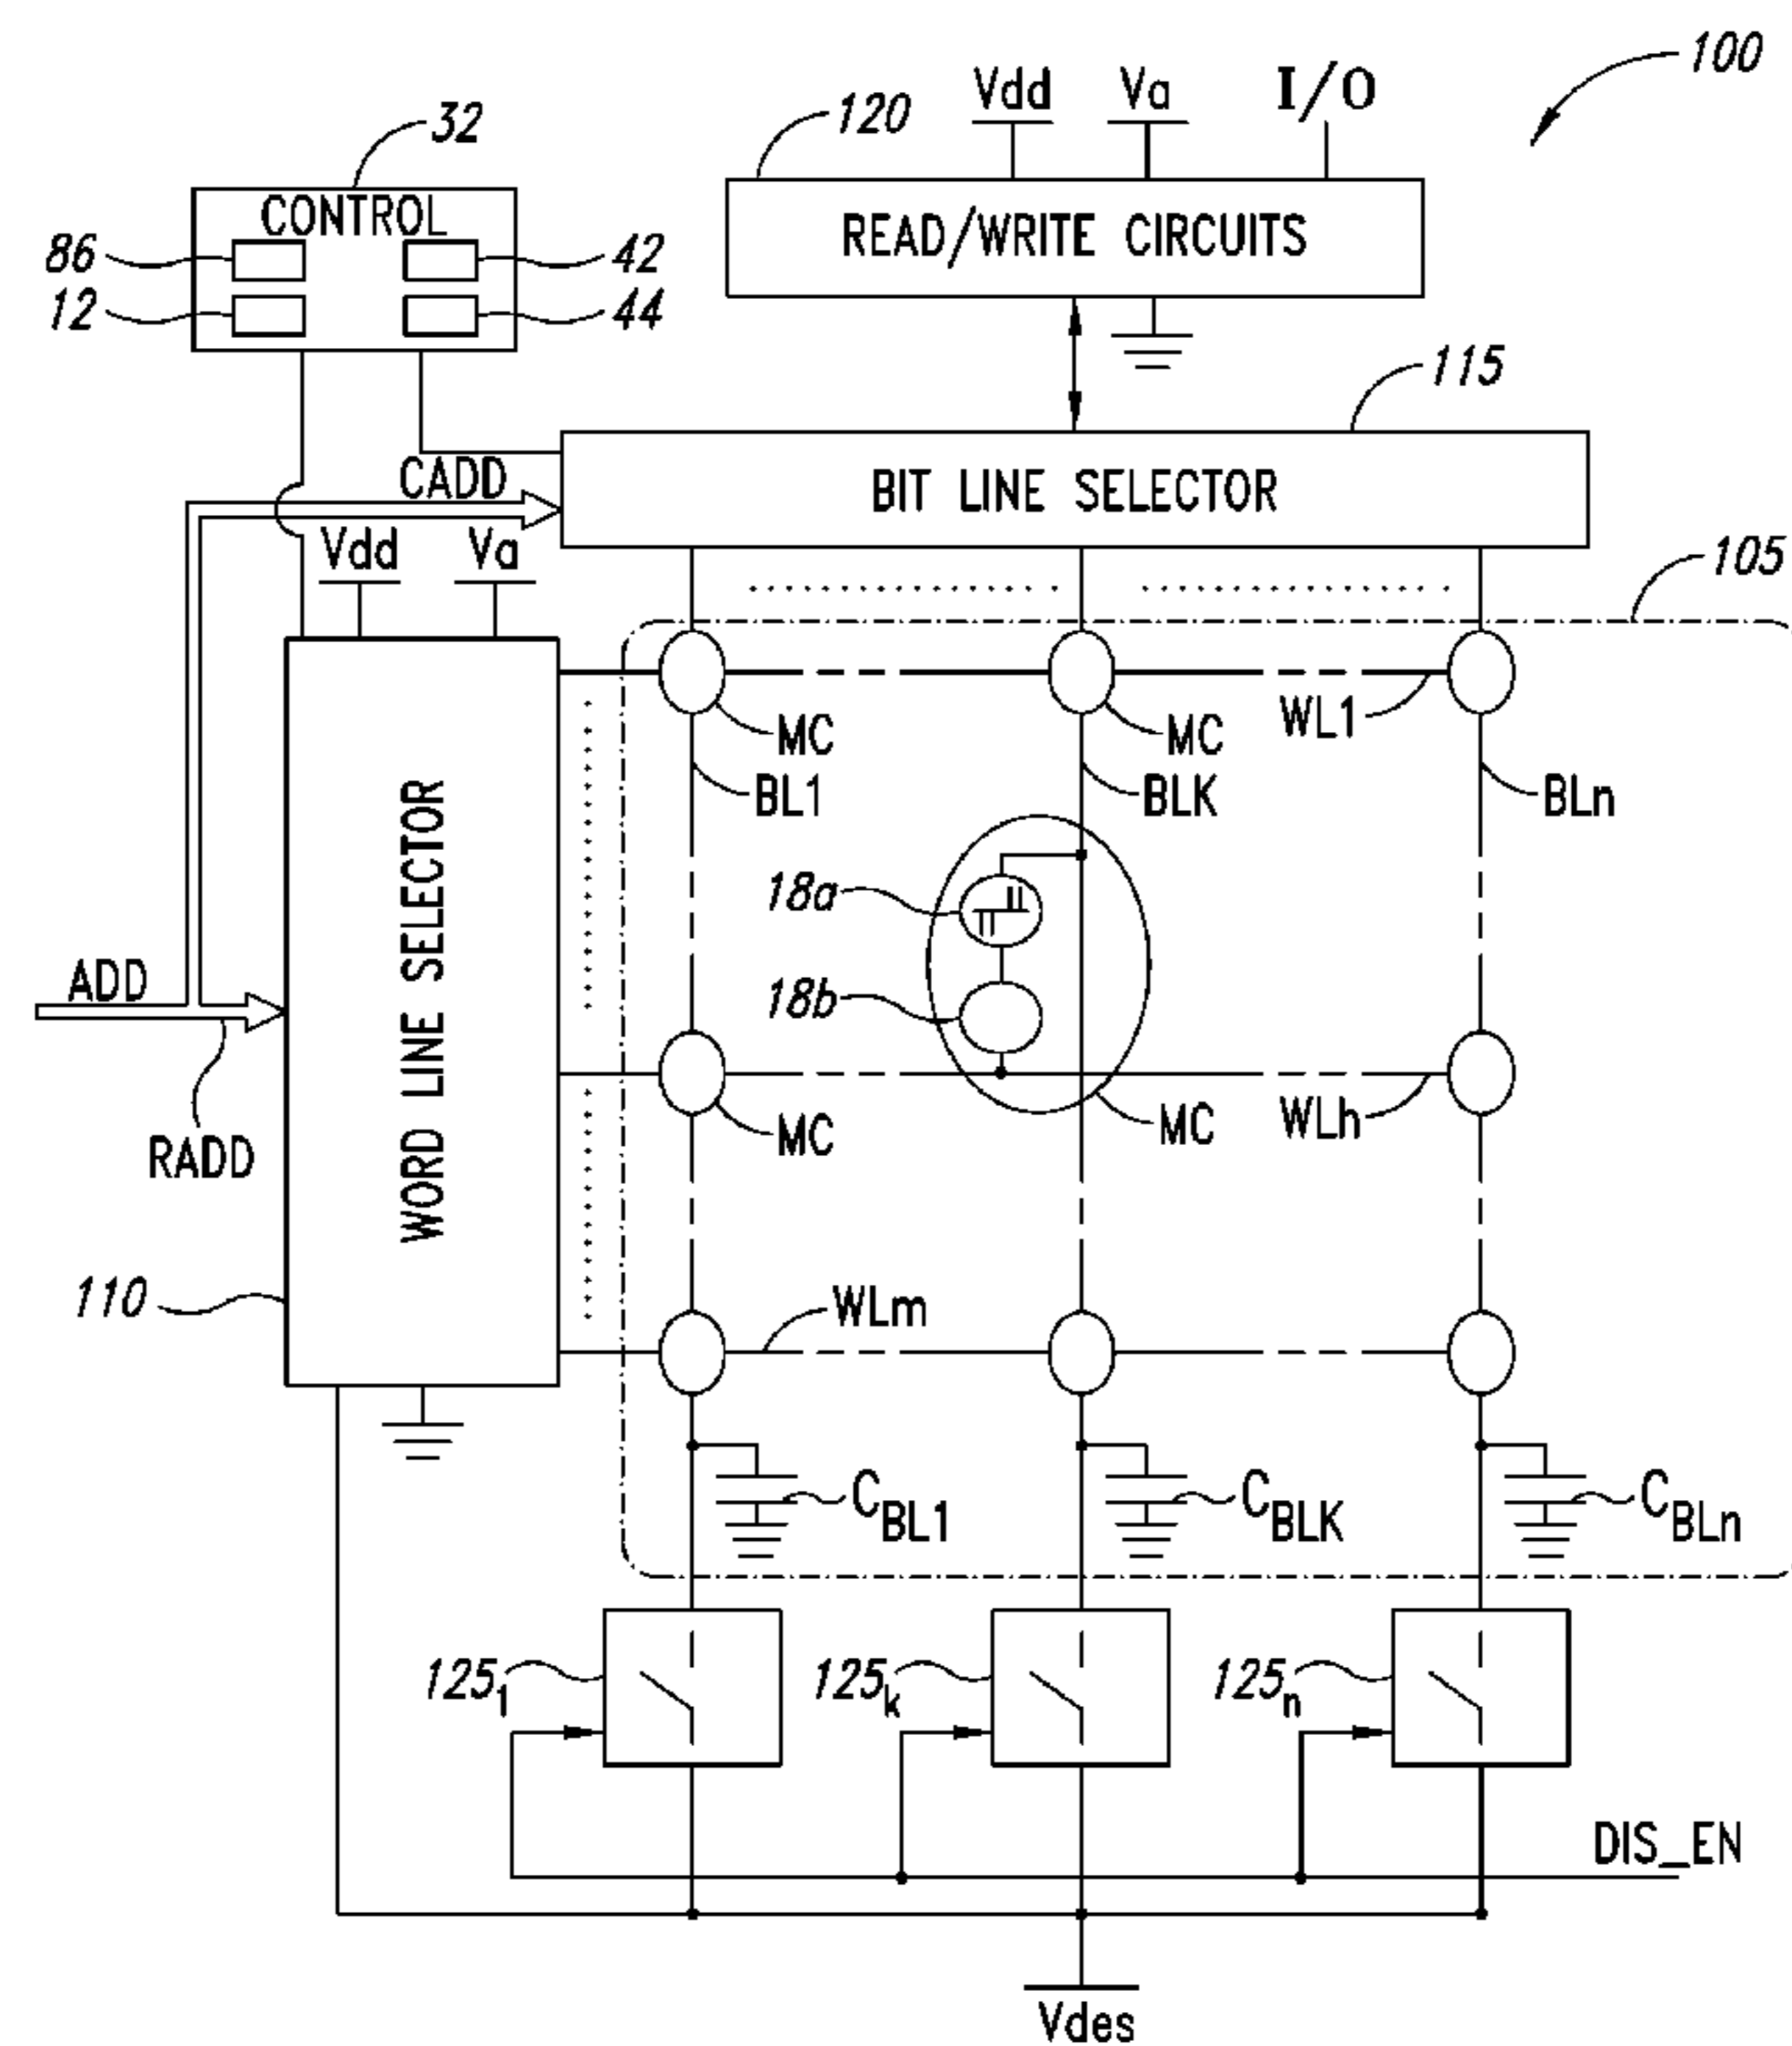 100
Vdd Va I/O
120
32
CONTROL
READ/WRITE CIRCUITS
86
42
12
44
115
CADD
BIT LINE SELECTOR
Vdd Va
105
MC
MC
WL1
BL1
BLK
BLn
WORD LINE SELECTOR
18a
ADD
18b
RADD
MC
MC
WLh
110
WLm
CBL1
CBLK
CBLn
1251
125k
125n
DIS_EN
Vdes